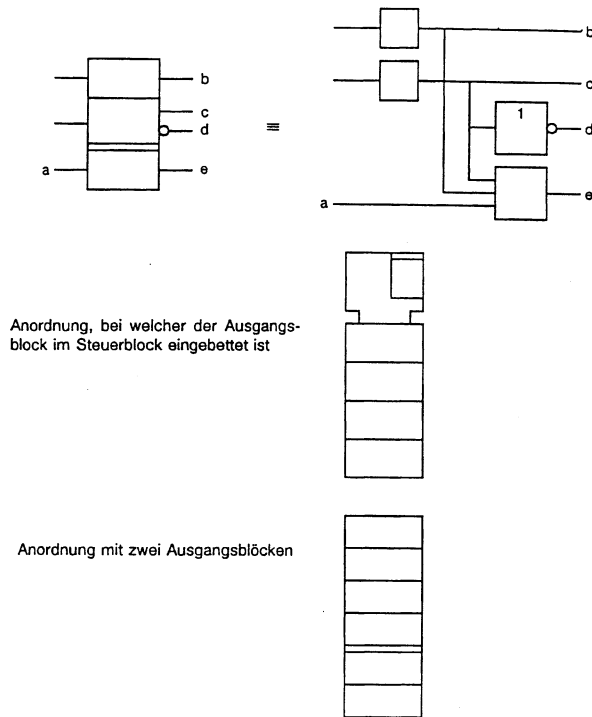 b
c
d
a
e
≡
b
c
1
d
e
a
Anordnung, bei welcher der Ausgangs-
block im Steuerblock eingebettet ist
Anordnung mit zwei Ausgangsblöcken